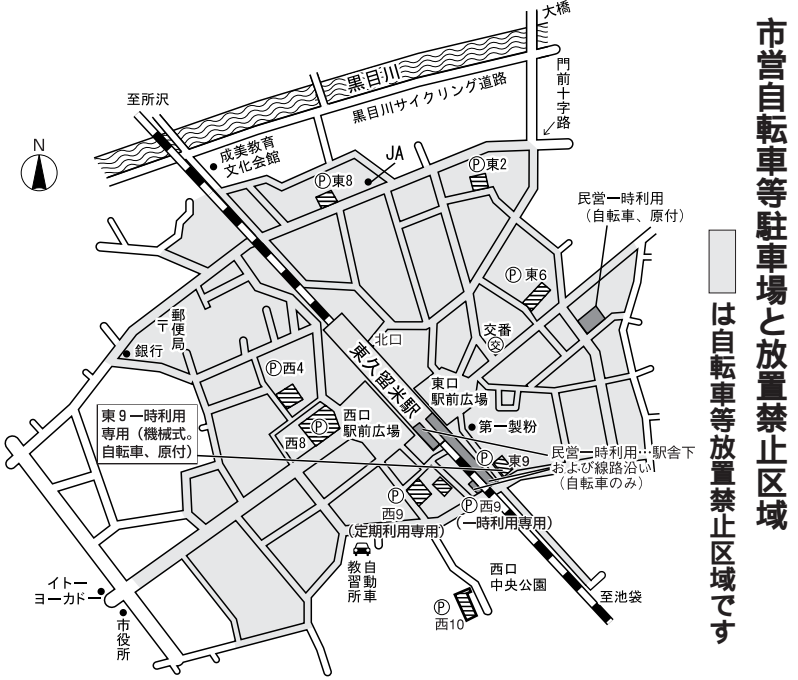 市営自転車等駐車場と放置禁止区域
は自転車等放置禁止区域です
大橋
門前十字路
黒目川
黒目川サイクリング道路
至所沢
N
成美教育
文化会館
JA
Ⓟ東8
Ⓟ東2
民営一時利用
（自転車、原付）
Ⓟ東6
交番
交
北口
東久留米駅
東口
駅前広場
第一製粉
〒郵便局
銀行
Ⓟ西4
Ⓟ
西8
西口
駅前広場
東9一時利用
専用（機械式。
自転車、原付）
Ⓟ東9
民営一時利用…駅舎下
および線路沿い
（自転車のみ）
Ⓟ
西9
（定期利用専用）
Ⓟ西9
（一時利用専用）
自動車
教習所
西口
中央公園
至池袋
Ⓟ
西10
イトー
ヨーカドー
市役所